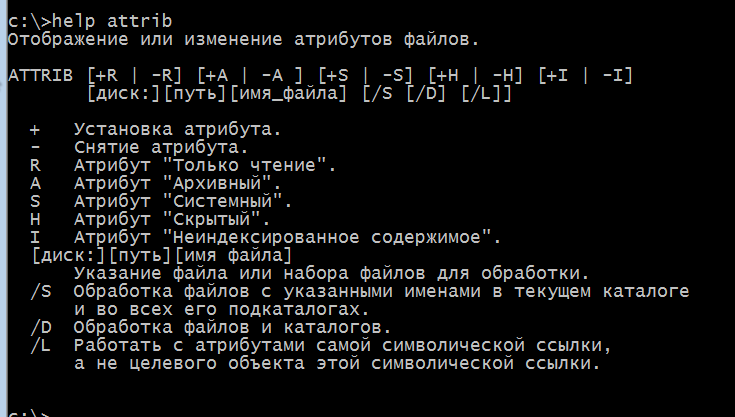 c:\>help attrib
Отображение или изменение атрибутов файлов.
ATTRIB [+R | -R] [+A | -A ] [+S | -S] [+H | -H] [+I | -I]
[диск:][путь][имя_файла] [/S [/D] [/L]]
+ Установка атрибута.
- Снятие атрибута.
R Атрибут "Только чтение".
A Атрибут "Архивный".
S Атрибут "Системный".
H Атрибут "Скрытый".
I Атрибут "Неиндексированное содержимое".
[диск:][путь][имя файла]
Указание файла или набора файлов для обработки.
/S Обработка файлов с указанными именами в текущем каталоге
и во всех его подкаталогах.
/D Обработка файлов и каталогов.
/L Работать с атрибутами самой символической ссылки,
а не целевого объекта этой символической ссылки.
c:\>